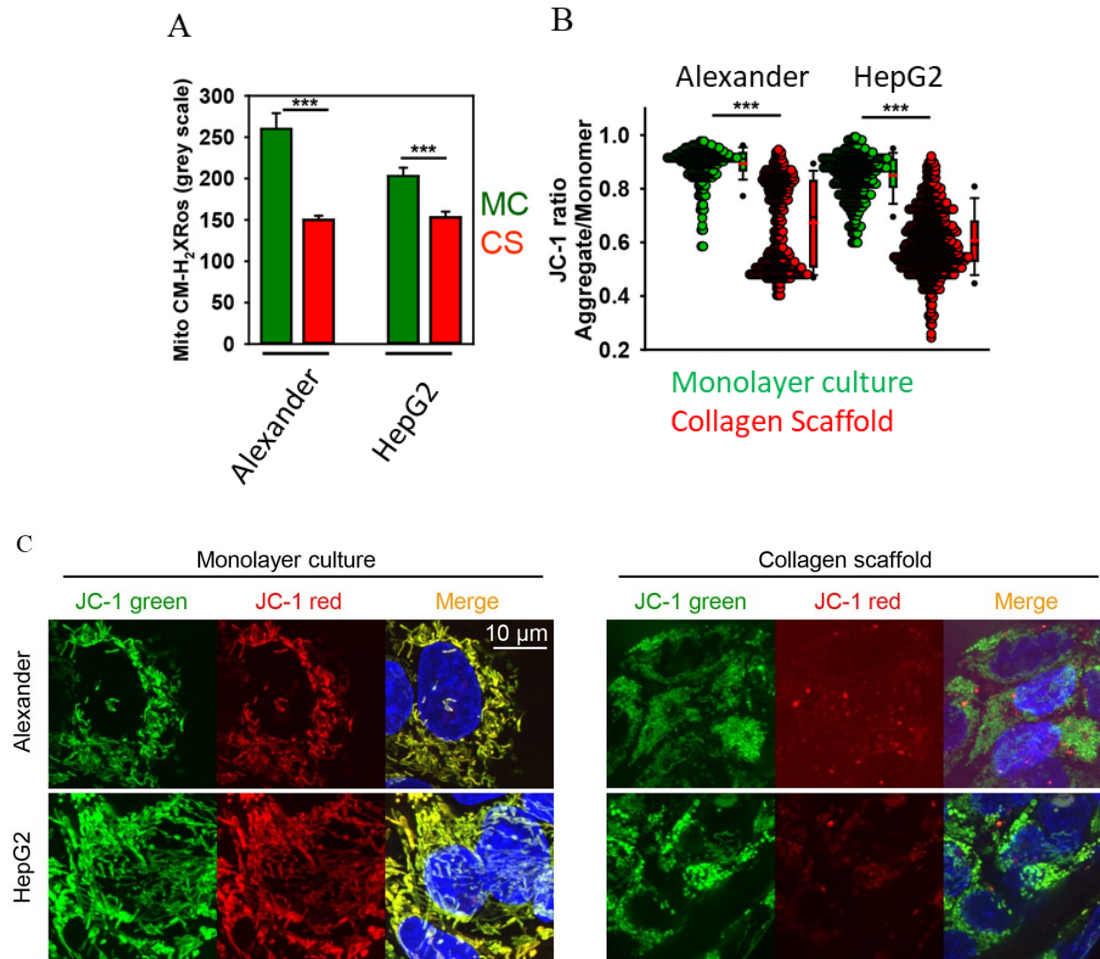 A
Mito CM-H₂XRos (grey scale)
300
250
200
150
100
50
0
***
***
MC
CS
Alexander
HepG2
B
Alexander HepG2
***
***
JC-1 ratio
Aggregate/Monomer
1.0
0.8
0.6
0.4
0.2
Monolayer culture
Collagen Scaffold
C
Monolayer culture
JC-1 green JC-1 red Merge
10 µm
Alexander
HepG2
Collagen scaffold
JC-1 green JC-1 red Merge